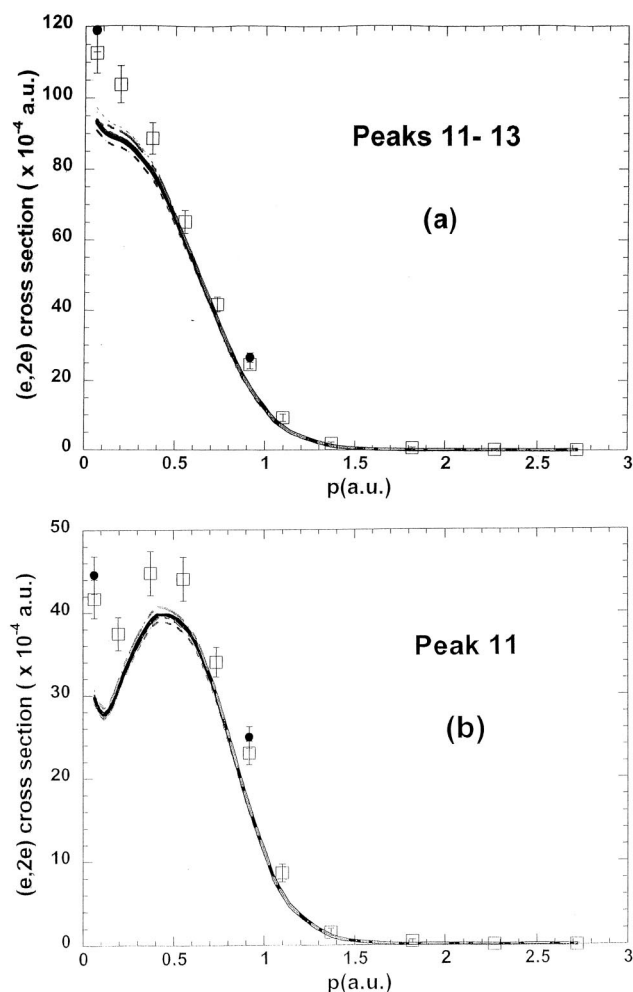 120
100
80
60
40
20
0
(e,2e) cross section ( x 10⁻⁴ a.u.)
Peaks 11- 13
(a)
0 0.5 1 1.5 2 2.5 3
p(a.u.)
50
40
30
20
10
0
(e,2e) cross section ( x 10⁻⁴ a.u.)
Peak 11
(b)
0 0.5 1 1.5 2 2.5 3
p(a.u.)